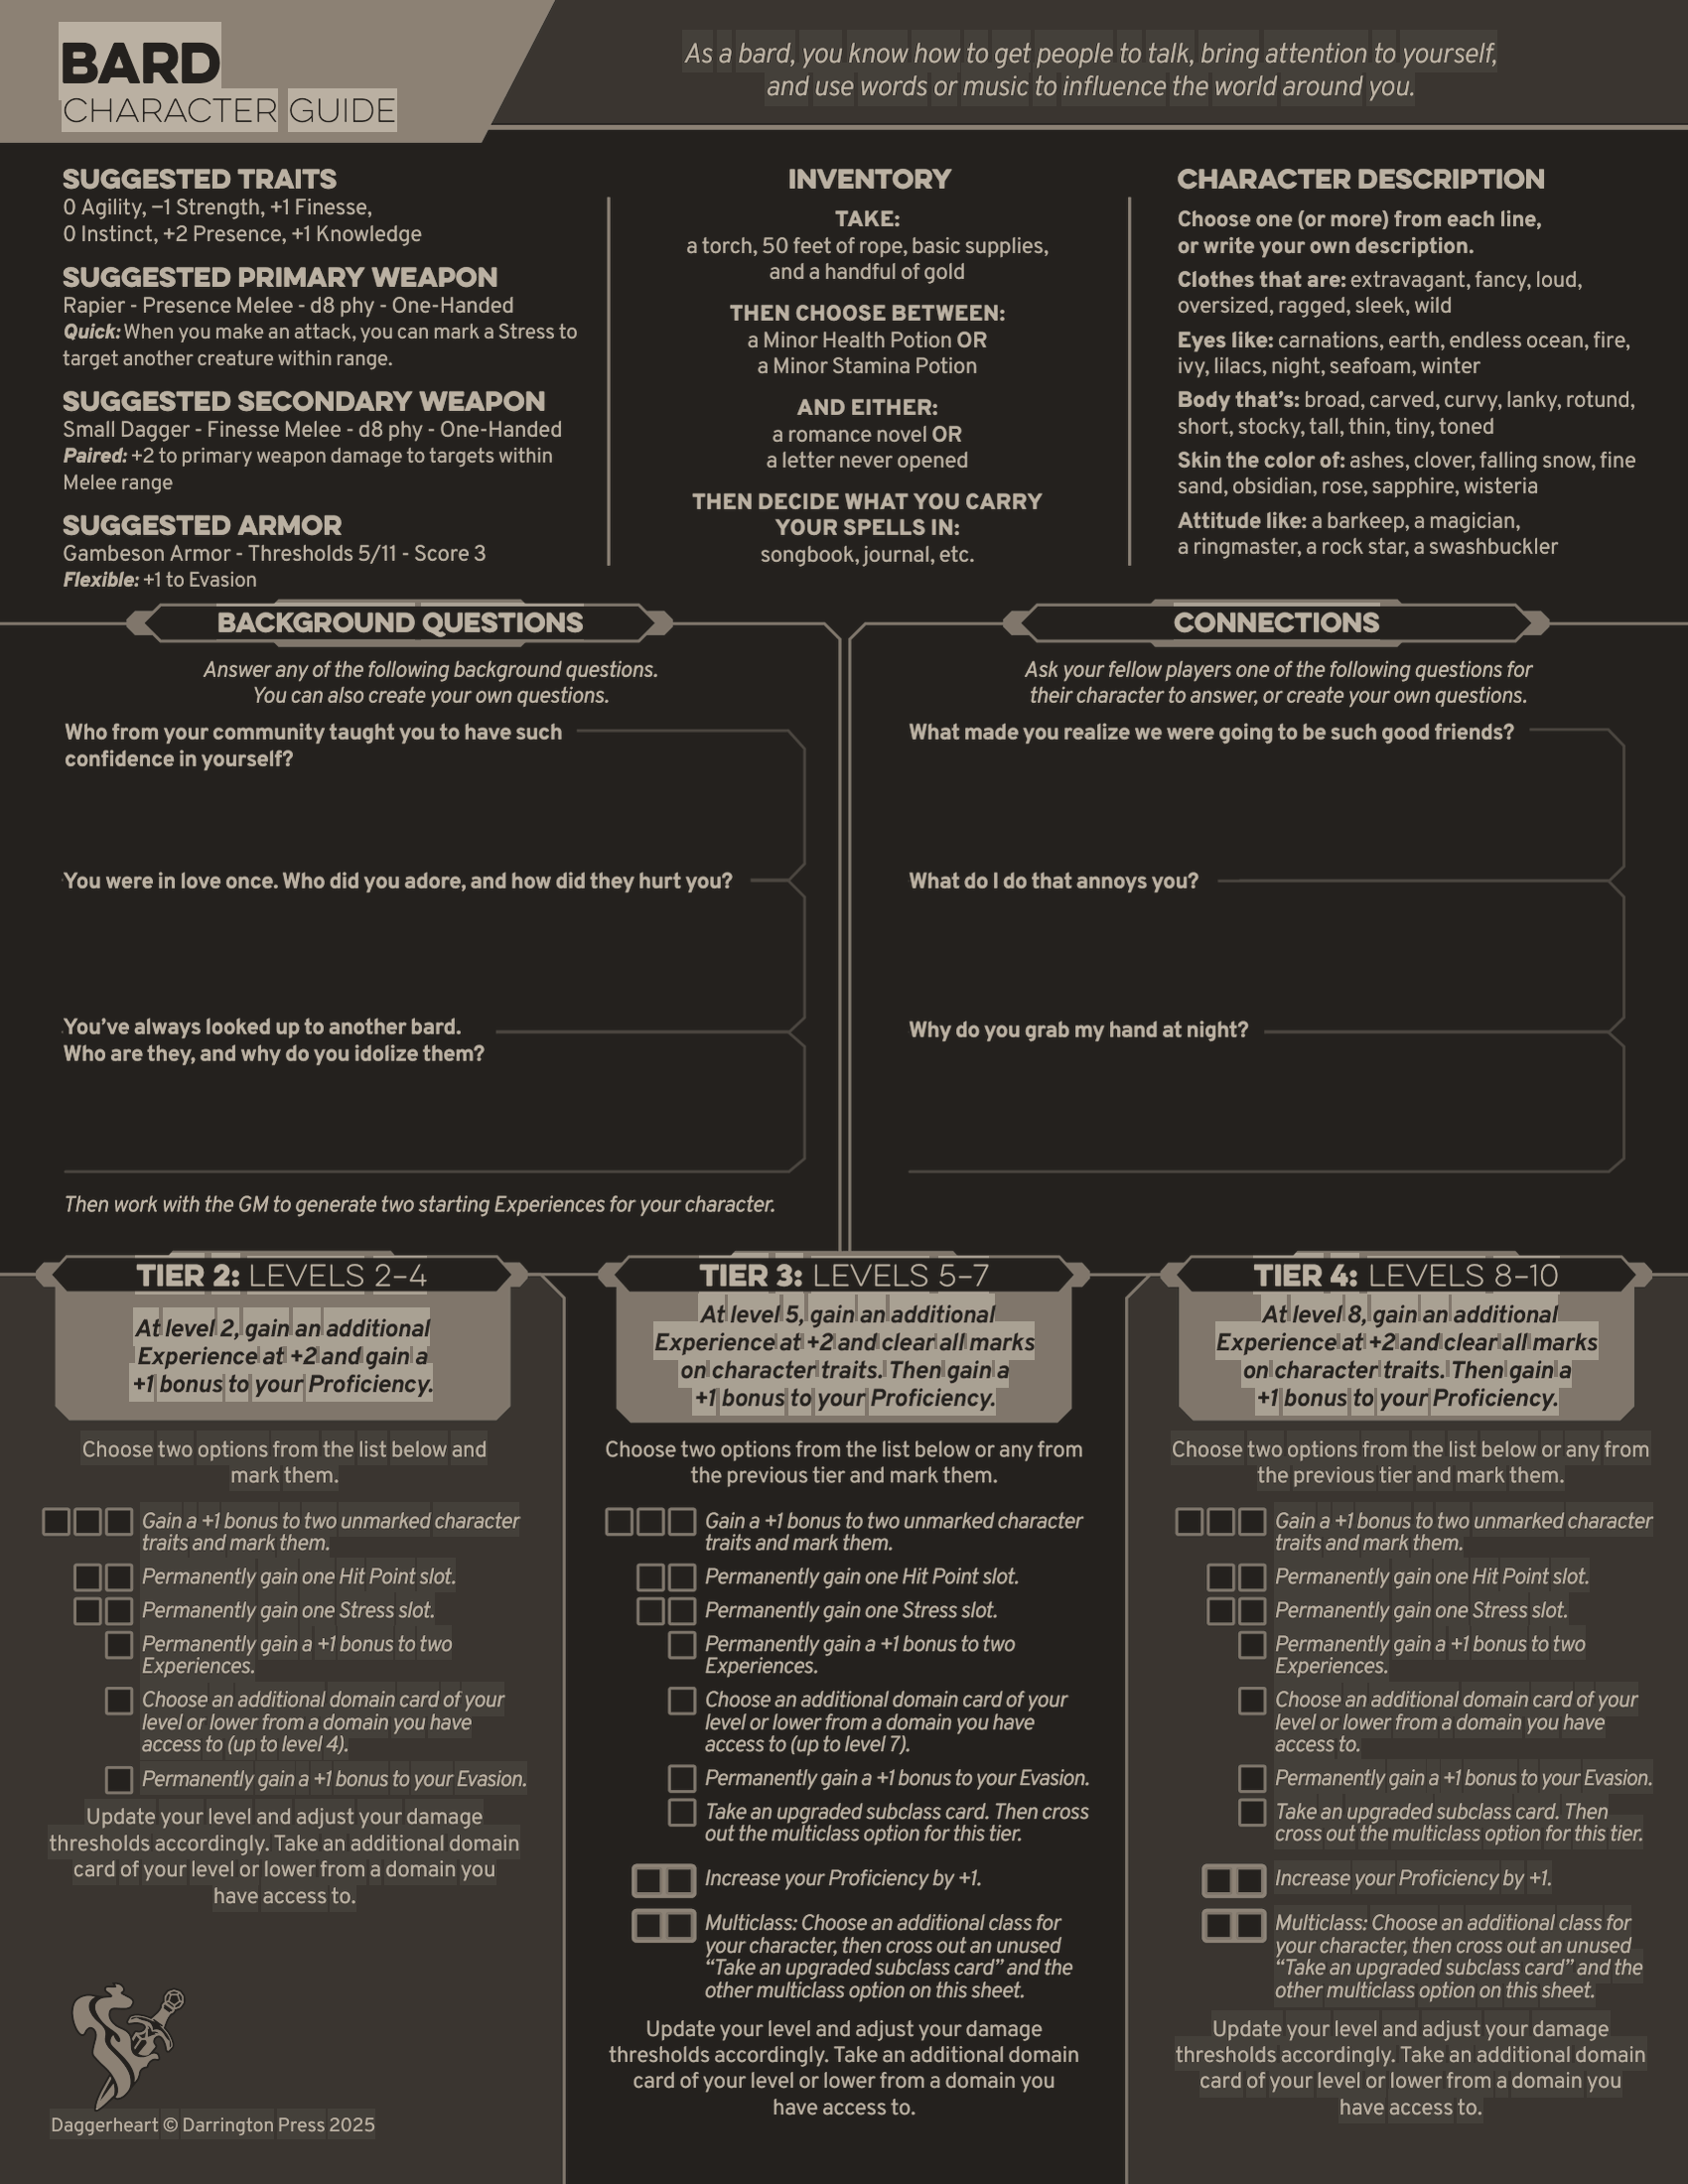 BARD
CHARACTER GUIDE
As a bard, you know how to get people to talk, bring attention to yourself,
and use words or music to influence the world around you.
SUGGESTED TRAITS
0 Agility, −1 Strength, +1 Finesse,
0 Instinct, +2 Presence, +1 Knowledge
SUGGESTED PRIMARY WEAPON
Rapier - Presence Melee - d8 phy - One-Handed
Quick: When you make an attack, you can mark a Stress to
target another creature within range.
SUGGESTED SECONDARY WEAPON
Small Dagger - Finesse Melee - d8 phy - One-Handed
Paired: +2 to primary weapon damage to targets within
Melee range
SUGGESTED ARMOR
Gambeson Armor - Thresholds 5/11 - Score 3
Flexible: +1 to Evasion
INVENTORY
TAKE:
a torch, 50 feet of rope, basic supplies,
and a handful of gold
THEN CHOOSE BETWEEN:
a Minor Health Potion OR
a Minor Stamina Potion
AND EITHER:
a romance novel OR
a letter never opened
THEN DECIDE WHAT YOU CARRY
YOUR SPELLS IN:
songbook, journal, etc.
CHARACTER DESCRIPTION
Choose one (or more) from each line,
or write your own description.
Clothes that are: extravagant, fancy, loud,
oversized, ragged, sleek, wild
Eyes like: carnations, earth, endless ocean, fire,
ivy, lilacs, night, seafoam, winter
Body that's: broad, carved, curvy, lanky, rotund,
short, stocky, tall, thin, tiny, toned
Skin the color of: ashes, clover, falling snow, fine
sand, obsidian, rose, sapphire, wisteria
Attitude like: a barkeep, a magician,
a ringmaster, a rock star, a swashbuckler
BACKGROUND QUESTIONS
Answer any of the following background questions.
You can also create your own questions.
Who from your community taught you to have such
confidence in yourself?
You were in love once. Who did you adore, and how did they hurt you?
You've always looked up to another bard.
Who are they, and why do you idolize them?
Then work with the GM to generate two starting Experiences for your character.
CONNECTIONS
Ask your fellow players one of the following questions for
their character to answer, or create your own questions.
What made you realize we were going to be such good friends?
What do I do that annoys you?
Why do you grab my hand at night?
TIER 2: LEVELS 2–4
At level 2, gain an additional
Experience at +2 and gain a
+1 bonus to your Proficiency.
Choose two options from the list below and
mark them.
Gain a +1 bonus to two unmarked character
traits and mark them.
Permanently gain one Hit Point slot.
Permanently gain one Stress slot.
Permanently gain a +1 bonus to two
Experiences.
Choose an additional domain card of your
level or lower from a domain you have
access to (up to level 4).
Permanently gain a +1 bonus to your Evasion.
Update your level and adjust your damage
thresholds accordingly. Take an additional domain
card of your level or lower from a domain you
have access to.
Daggerheart © Darrington Press 2025
TIER 3: LEVELS 5–7
At level 5, gain an additional
Experience at +2 and clear all marks
on character traits. Then gain a
+1 bonus to your Proficiency.
Choose two options from the list below or any from
the previous tier and mark them.
Gain a +1 bonus to two unmarked character
traits and mark them.
Permanently gain one Hit Point slot.
Permanently gain one Stress slot.
Permanently gain a +1 bonus to two
Experiences.
Choose an additional domain card of your
level or lower from a domain you have
access to (up to level 7).
Permanently gain a +1 bonus to your Evasion.
Take an upgraded subclass card. Then cross
out the multiclass option for this tier.
Increase your Proficiency by +1.
Multiclass: Choose an additional class for
your character, then cross out an unused
“Take an upgraded subclass card” and the
other multiclass option on this sheet.
Update your level and adjust your damage
thresholds accordingly. Take an additional domain
card of your level or lower from a domain you
have access to.
TIER 4: LEVELS 8–10
At level 8, gain an additional
Experience at +2 and clear all marks
on character traits. Then gain a
+1 bonus to your Proficiency.
Choose two options from the list below or any from
the previous tier and mark them.
Gain a +1 bonus to two unmarked character
traits and mark them.
Permanently gain one Hit Point slot.
Permanently gain one Stress slot.
Permanently gain a +1 bonus to two
Experiences.
Choose an additional domain card of your
level or lower from a domain you have
access to.
Permanently gain a +1 bonus to your Evasion.
Take an upgraded subclass card. Then
cross out the multiclass option for this tier.
Increase your Proficiency by +1.
Multiclass: Choose an additional class for
your character, then cross out an unused
“Take an upgraded subclass card” and the
other multiclass option on this sheet.
Update your level and adjust your damage
thresholds accordingly. Take an additional domain
card of your level or lower from a domain you
have access to.